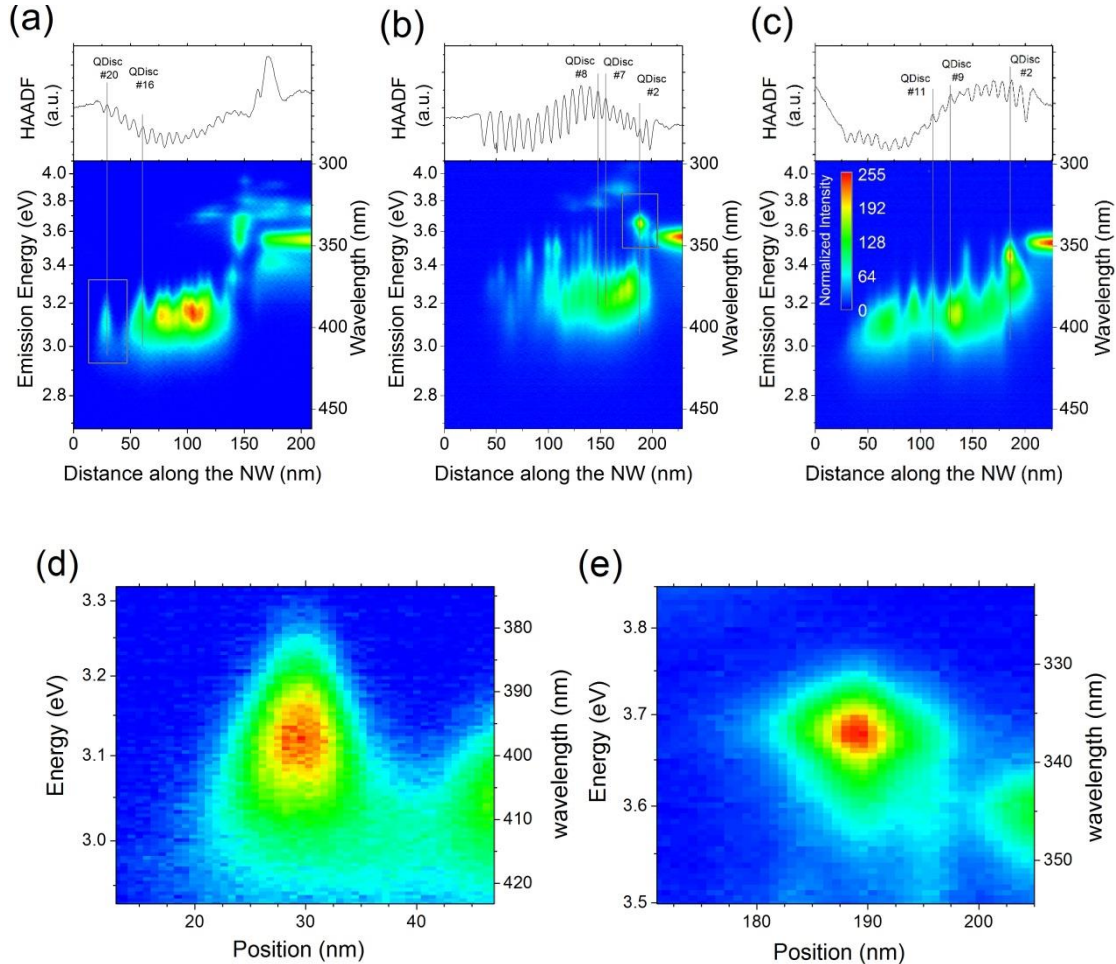 (a)
HAADF
(a.u.)
QDisc
#20
QDisc
#16
Emission Energy (eV)
4.0
3.8
3.6
3.4
3.2
3.0
2.8
300
350
400
450
Wavelength (nm)
0 50 100 150 200
Distance along the NW (nm)
(b)
HAADF
(a.u.)
QDisc
#8
QDisc
#7
QDisc
#2
Emission Energy (eV)
4.0
3.8
3.6
3.4
3.2
3.0
2.8
300
350
400
450
Wavelength (nm)
0 50 100 150 200
Distance along the NW (nm)
(c)
HAADF
(a.u.)
QDisc
#11
QDisc
#9
QDisc
#2
Normalized Intensity
255
192
128
64
0
Emission Energy (eV)
4.0
3.8
3.6
3.4
3.2
3.0
2.8
300
350
400
450
Wavelength (nm)
0 50 100 150 200
Distance along the NW (nm)
(d)
Energy (eV)
3.3
3.2
3.1
3.0
380
390
400
410
420
wavelength (nm)
20 30 40
Position (nm)
(e)
Energy (eV)
3.8
3.7
3.6
3.5
330
340
350
wavelength (nm)
180 190 200
Position (nm)